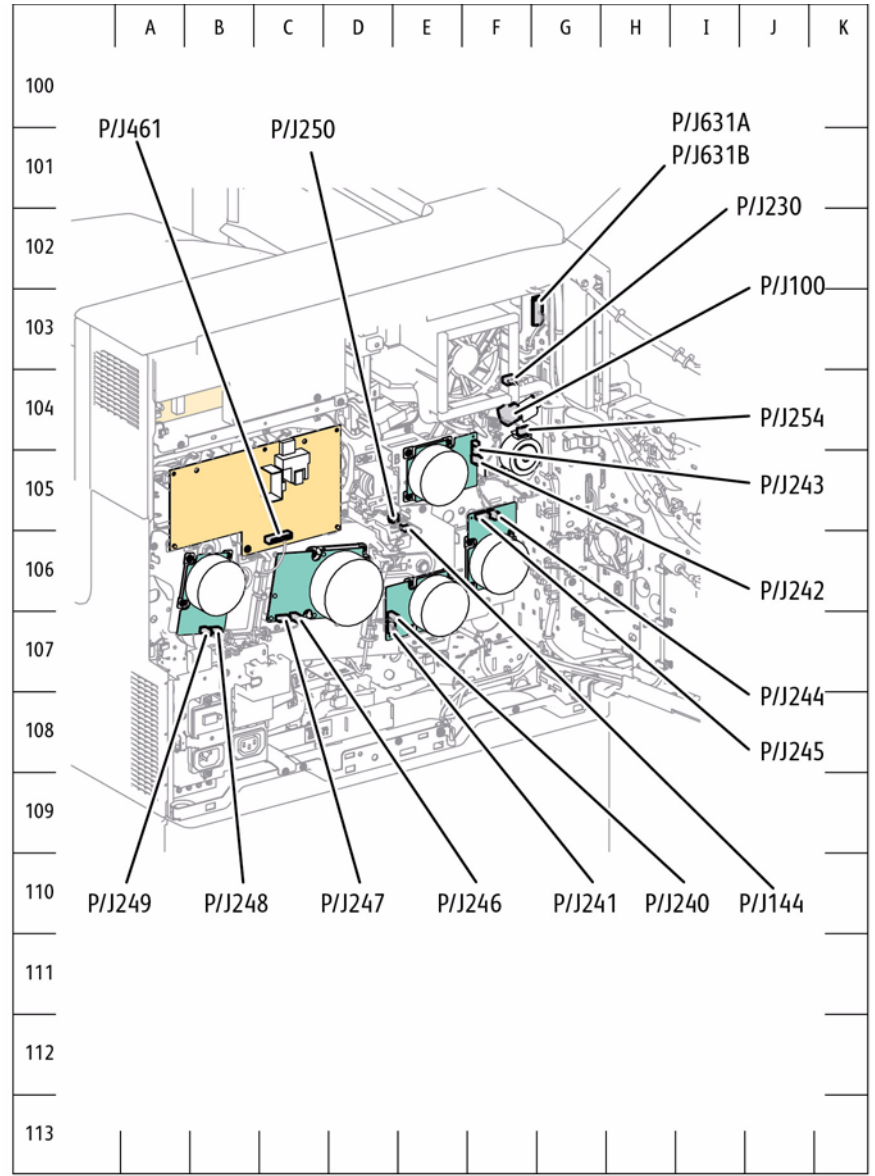 A B C D E F G H I J K
100
P/J461 P/J250 P/J631A
101
P/J631B
P/J230
102
P/J100
103
104
P/J254
P/J243
105
106
P/J242
107
P/J244
108
P/J245
109
110
P/J249 P/J248 P/J247 P/J246 P/J241 P/J240 P/J144
111
112
113